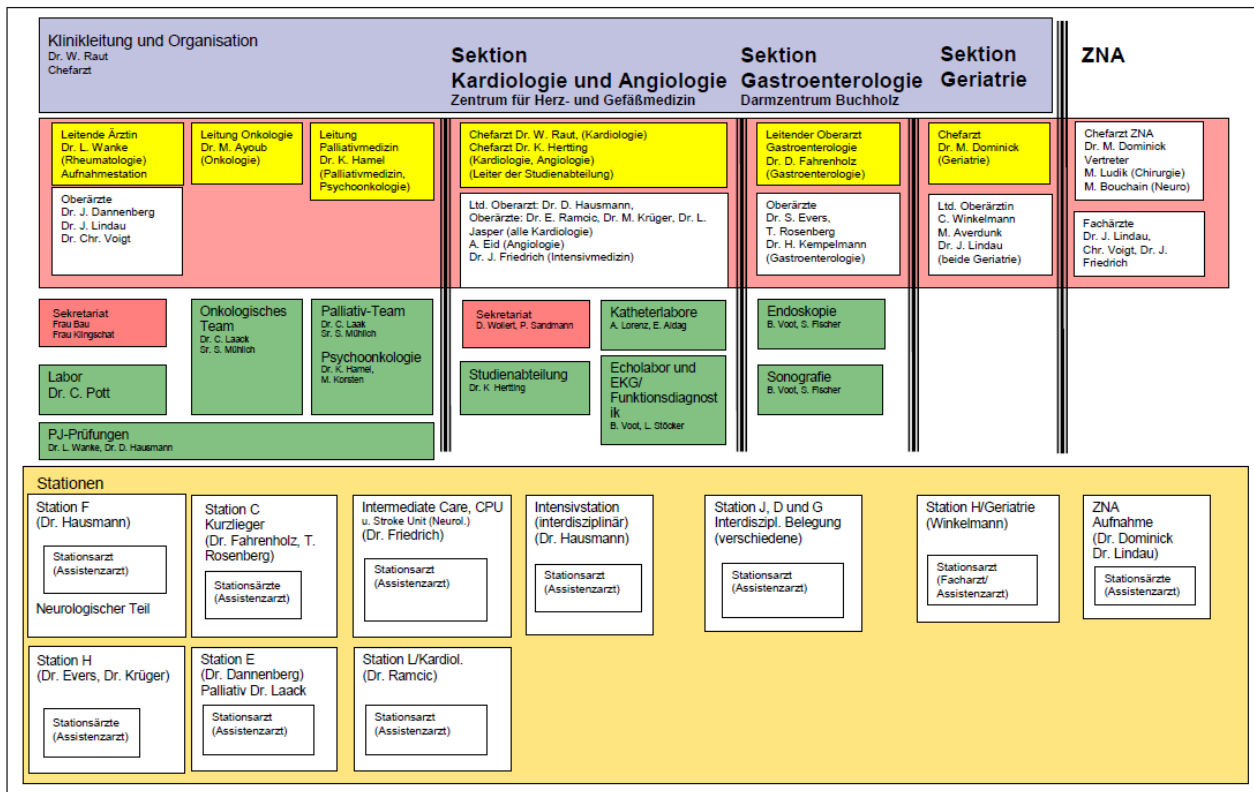 Klinikleitung und Organisation
Dr. W. Raut
Chefarzt
Sektion
Kardiologie und Angiologie
Zentrum für Herz- und Gefäßmedizin
Sektion
Gastroenterologie
Darmzentrum Buchholz
Sektion
Geriatrie
ZNA
Leitende Ärztin
Dr. L. Wanke
(Rheumatologie)
Aufnahmestation
Leitung Onkologie
Dr. M. Ayoub
(Onkologie)
Leitung
Palliativmedizin
Dr. K. Hamel
(Palliativmedizin,
Psychoonkologie)
Chefarzt Dr. W. Raut, (Kardiologie)
Chefarzt Dr. K. Hertting
(Kardiologie, Angiologie)
(Leiter der Studienabteilung)
Leitender Oberarzt
Gastroenterologie
Dr. D. Fahrenholz
(Gastroenterologie)
Chefarzt
Dr. M. Dominick
(Geriatrie)
Chefarzt ZNA
Dr. M. Dominick
Vertreter
M. Ludik (Chirurgie)
M. Bouchain (Neuro)
Oberärzte
Dr. J. Dannenberg
Dr. J. Lindau
Dr. Chr. Voigt
Ltd. Oberarzt: Dr. D. Hausmann,
Oberärzte: Dr. E. Ramcic, Dr. M. Krüger, Dr. L.
Jasper (alle Kardiologie)
A. Eid (Angiologie)
Dr. J. Friedrich (Intensivmedizin)
Oberärzte
Dr. S. Evers,
T. Rosenberg
Dr. H. Kempelmann
(Gastroenterologie)
Ltd. Oberärztin
C. Winkelmann
M. Averdunk
Dr. J. Lindau
(beide Geriatrie)
Fachärzte
Dr. J. Lindau,
Chr. Voigt, Dr. J.
Friedrich
Sekretariat
Frau Bau
Frau Klingschat
Onkologisches
Team
Dr. C. Laack
Sr. S. Mühlich
Palliativ-Team
Dr. C. Laak
Sr. S. Mühlich
Psychoonkologie
Dr. K. Hamel,
M. Korsten
Sekretariat
D. Wollert, P. Sandmann
Katheterlabore
A. Lorenz, E. Aldag
Endoskopie
B. Voot, S. Fischer
Labor
Dr. C. Pott
Studienabteilung
Dr. K Hertting
Echolabor und
EKG/
Funktionsdiagnost
ik
B. Voot, L. Stöcker
Sonografie
B. Voot, S. Fischer
PJ-Prüfungen
Dr. L. Wanke, Dr. D. Hausmann
Stationen
Station F
(Dr. Hausmann)
Stationsarzt
(Assistenzarzt)
Neurologischer Teil
Station C
Kurzlieger
(Dr. Fahrenholz, T.
Rosenberg)
Stationsärzte
(Assistenzarzt)
Intermediate Care, CPU
u. Stroke Unit (Neurol.)
(Dr. Friedrich)
Stationsarzt
(Assistenzarzt)
Intensivstation
(interdisziplinär)
(Dr. Hausmann)
Stationsarzt
(Assistenzarzt)
Station J, D und G
Interdiszipl. Belegung
(verschiedene)
Stationsarzt
(Assistenzarzt)
Station H/Geriatrie
(Winkelmann)
Stationsarzt
(Facharzt/
Assistenzarzt)
ZNA
Aufnahme
(Dr. Dominick
Dr. Lindau)
Stationsärzte
(Assistenzarzt)
Station H
(Dr. Evers, Dr. Krüger)
Stationsärzte
(Assistenzarzt)
Station E
(Dr. Dannenberg)
Palliativ Dr. Laack
Stationsarzt
(Assistenzarzt)
Station L/Kardiol.
(Dr. Ramcic)
Stationsarzt
(Assistenzarzt)